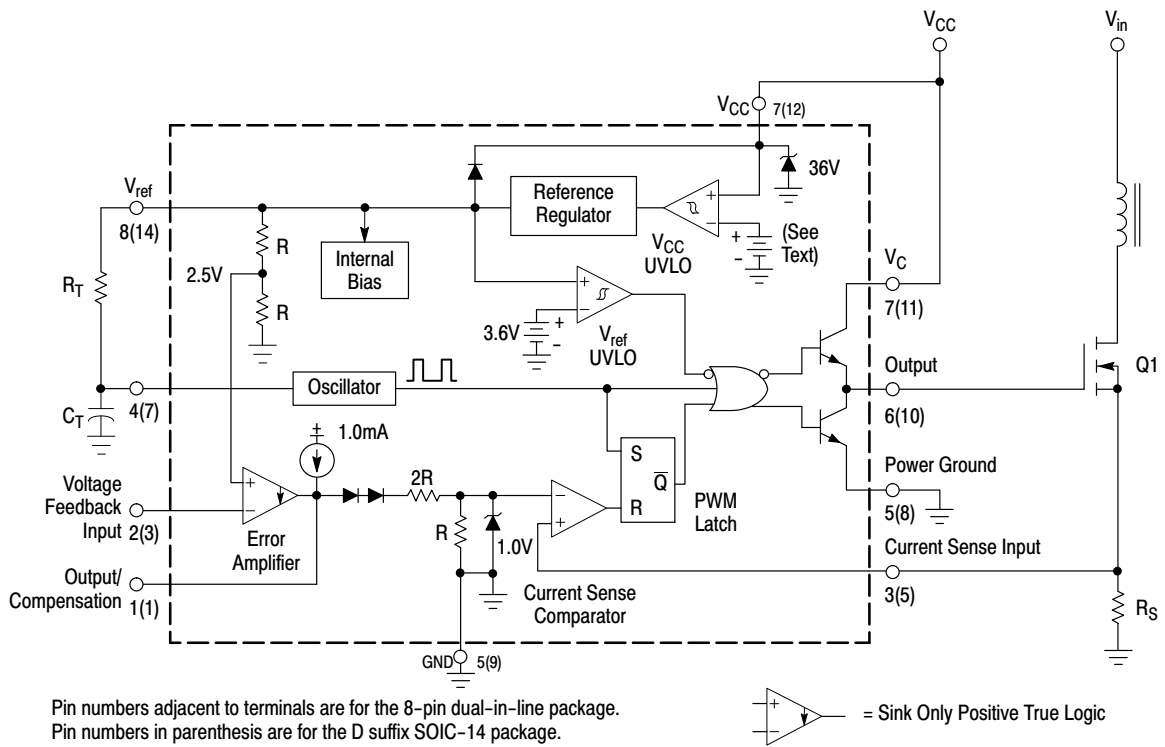 VCC
Vin
VCC
7(12)
36V
Vref
8(14)
Reference
Regulator
R
Internal
Bias
VCC
UVLO
+
−
+
−
(See
Text)
VC
7(11)
2.5V
RT
R
+
−
3.6V
+
−
Vref
UVLO
Oscillator
Output
6(10)
Q1
CT
4(7)
+
1.0mA
S
Q
R
PWM
Latch
Power Ground
5(8)
Voltage
Feedback
Input
2(3)
+
−
Error
Amplifier
2R
R
1.0V
−
+
Current Sense
Comparator
Current Sense Input
3(5)
Output/
Compensation
1(1)
RS
GND
5(9)
Pin numbers adjacent to terminals are for the 8−pin dual−in−line package.
Pin numbers in parenthesis are for the D suffix SOIC−14 package.
+
−
= Sink Only Positive True Logic